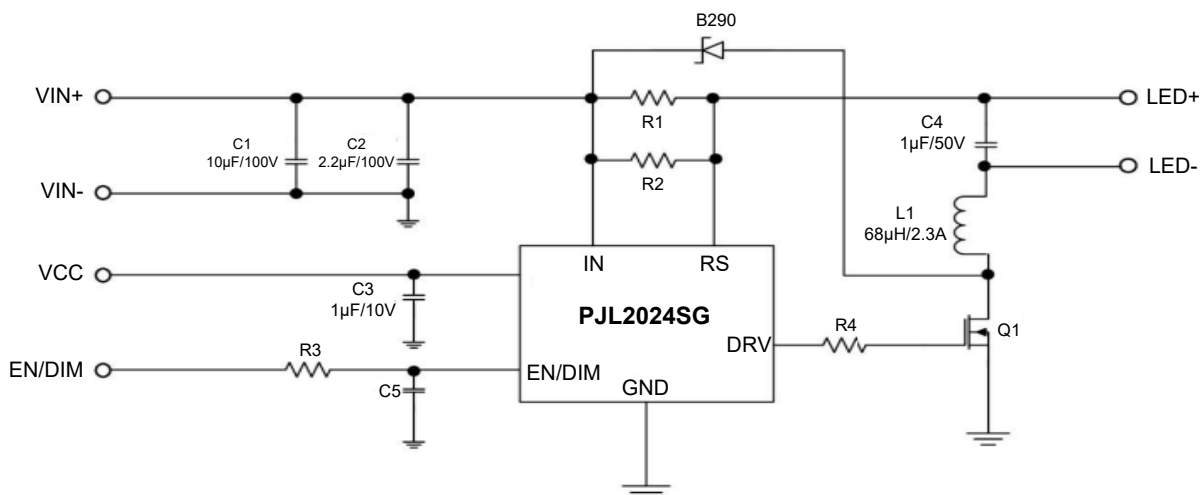 B290
VIN+
LED+
C1
10µF/100V
C2
2.2µF/100V
R1
C4
1µF/50V
R2
LED-
VIN-
L1
68µH/2.3A
IN
RS
VCC
C3
1µF/10V
PJL2024SG
DRV
R4
Q1
R3
EN/DIM
EN/DIM
C5
GND